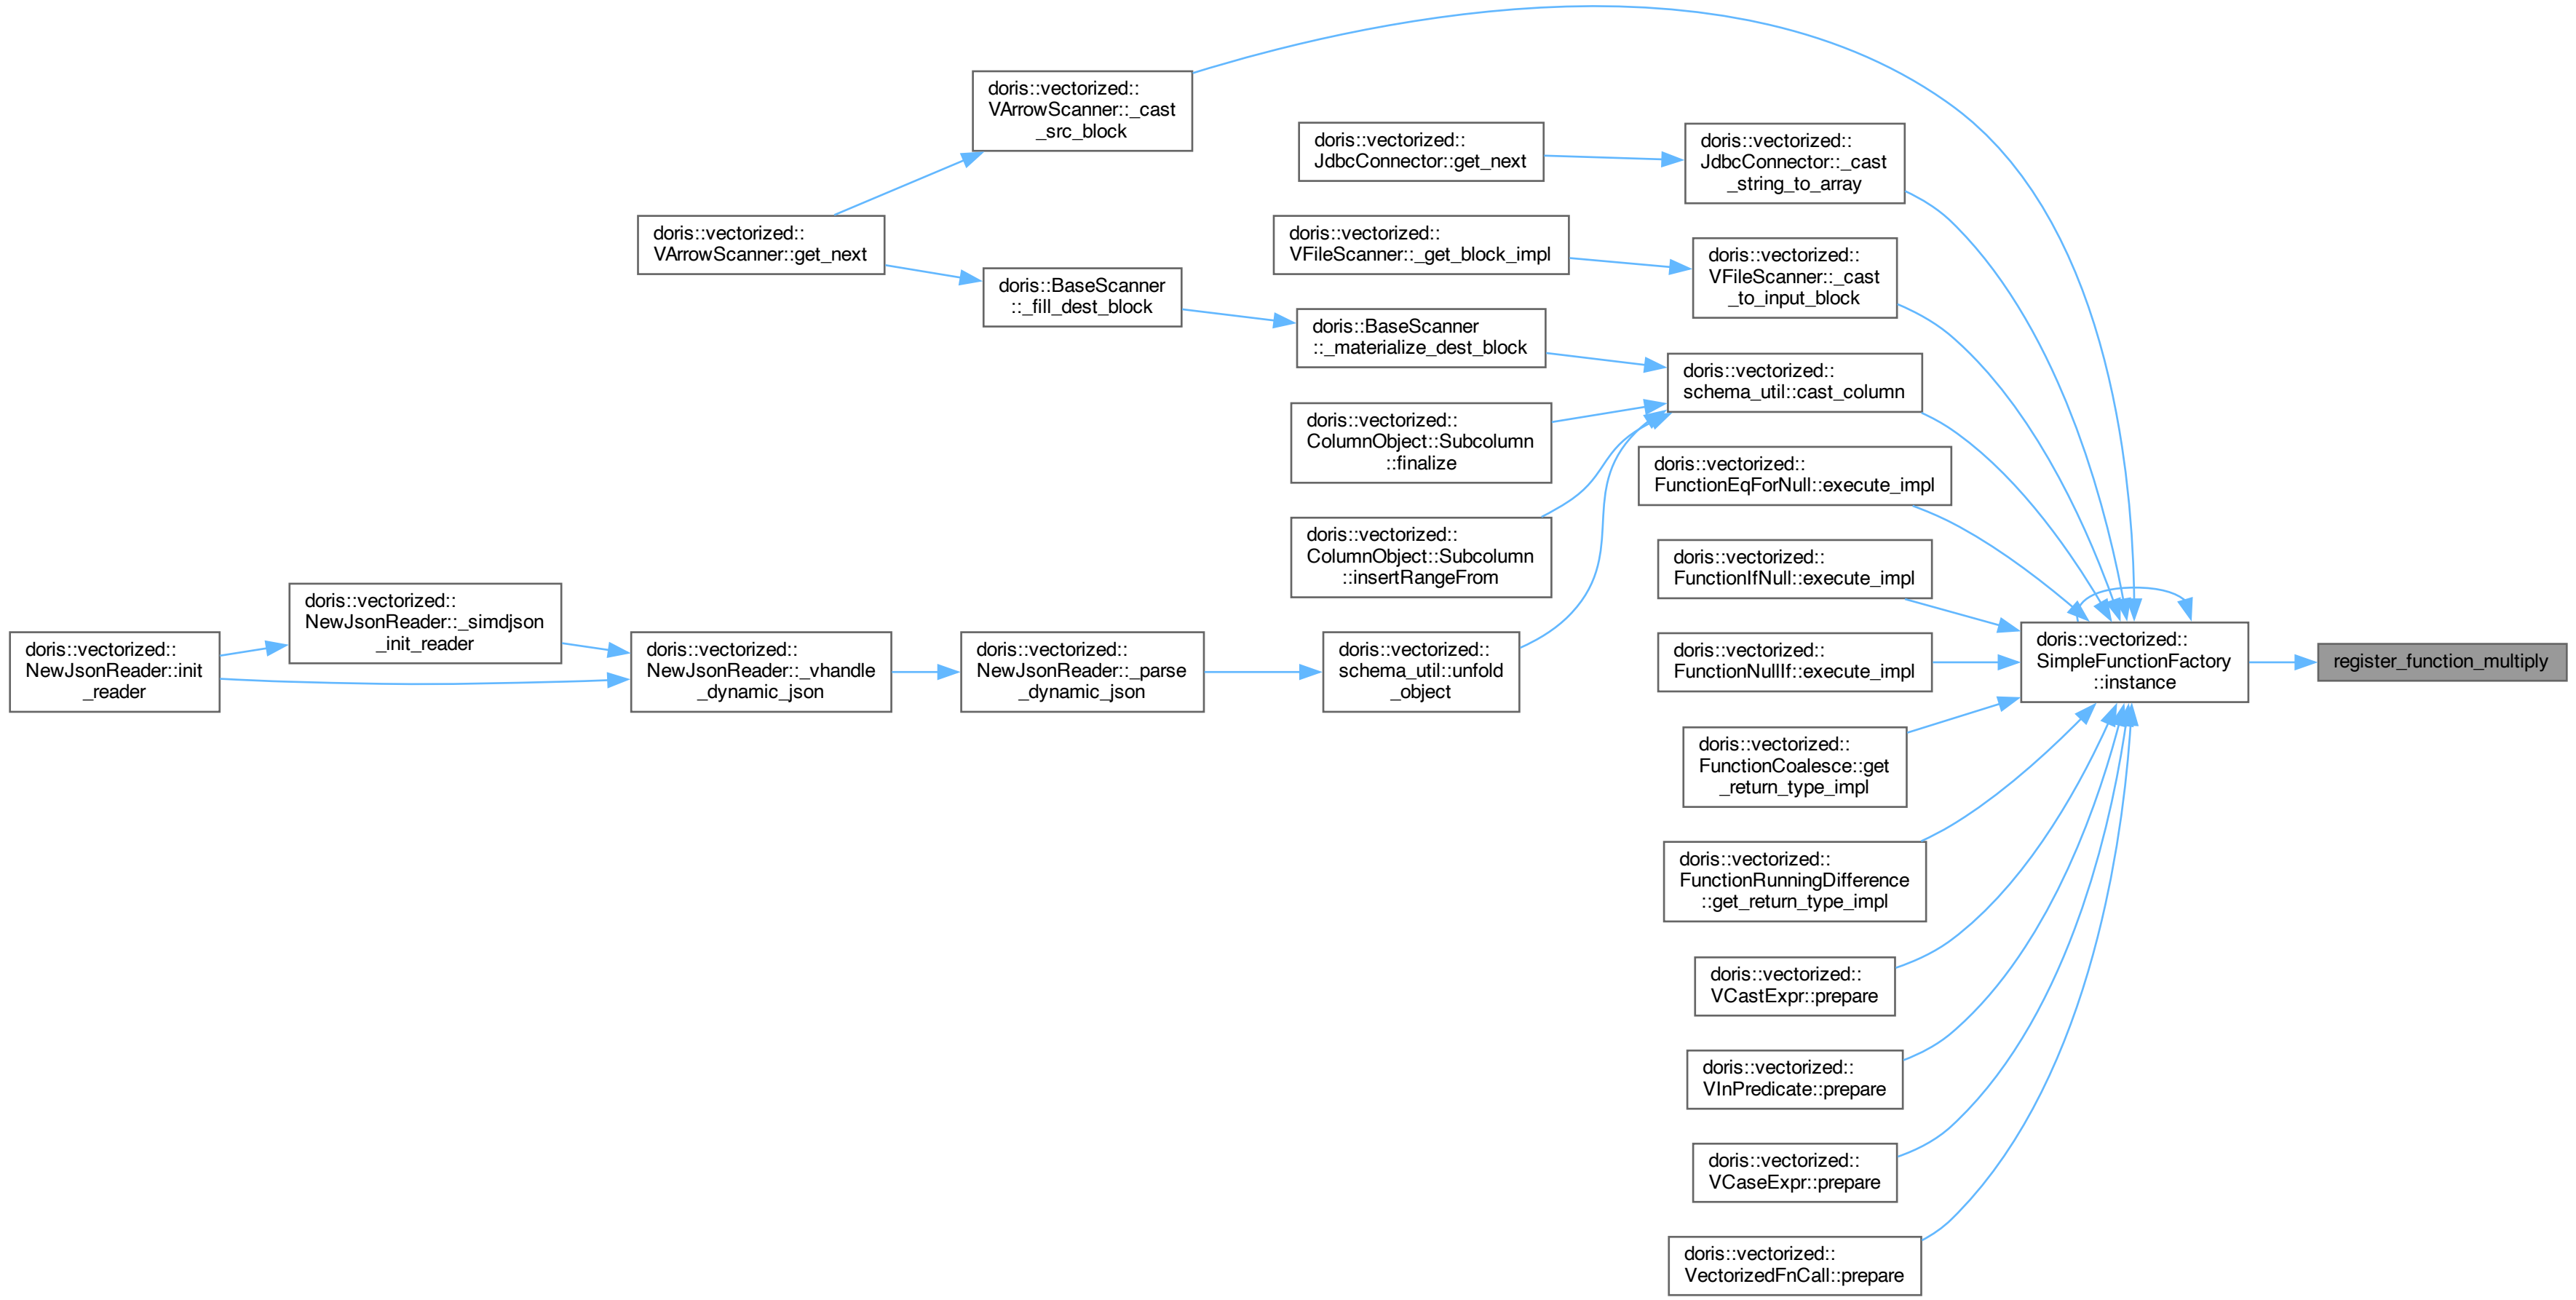 doris::vectorized::
VArrowScanner::_cast
_src_block
doris::vectorized::
JdbcConnector::get_next
doris::vectorized::
JdbcConnector::_cast
_string_to_array
doris::vectorized::
VArrowScanner::get_next
doris::vectorized::
VFileScanner::_get_block_impl
doris::vectorized::
VFileScanner::_cast
_to_input_block
doris::BaseScanner
::_fill_dest_block
doris::BaseScanner
::_materialize_dest_block
doris::vectorized::
schema_util::cast_column
doris::vectorized::
ColumnObject::Subcolumn
::finalize
doris::vectorized::
FunctionEqForNull::execute_impl
doris::vectorized::
ColumnObject::Subcolumn
::insertRangeFrom
doris::vectorized::
FunctionIfNull::execute_impl
doris::vectorized::
NewJsonReader::init
_reader
doris::vectorized::
NewJsonReader::_simdjson
_init_reader
doris::vectorized::
NewJsonReader::_vhandle
_dynamic_json
doris::vectorized::
NewJsonReader::_parse
_dynamic_json
doris::vectorized::
schema_util::unfold
_object
doris::vectorized::
FunctionNullIf::execute_impl
doris::vectorized::
SimpleFunctionFactory
::instance
register_function_multiply
doris::vectorized::
FunctionCoalesce::get
_return_type_impl
doris::vectorized::
FunctionRunningDifference
::get_return_type_impl
doris::vectorized::
VCastExpr::prepare
doris::vectorized::
VInPredicate::prepare
doris::vectorized::
VCaseExpr::prepare
doris::vectorized::
VectorizedFnCall::prepare